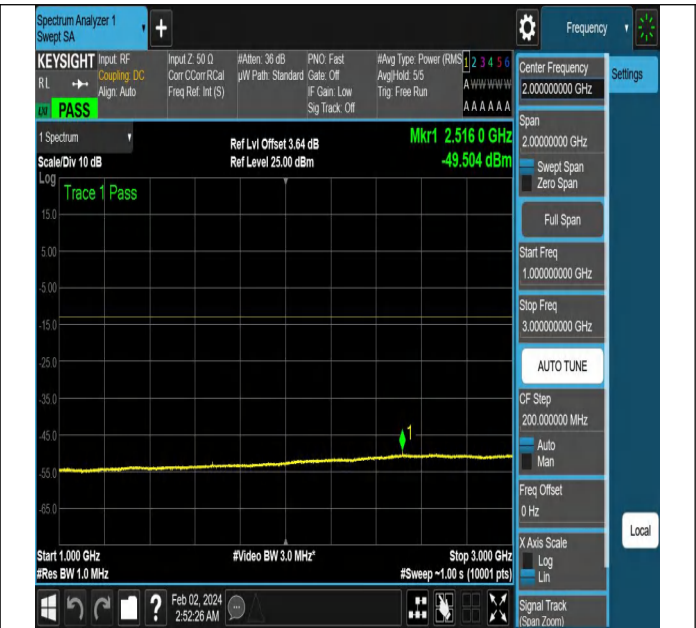 Spectrum Analyzer 1
Swept SA
+
Frequency
KEYSIGHT
Input: RF
Coupling: DC
Align: Auto
R L
LXI
PASS
Input Z: 50 Ω
Corr CCorr RCal
Freq Ref: Int (S)
#Atten: 36 dB
µW Path: Standard
PNO: Fast
Gate: Off
IF Gain: Low
Sig Track: Off
#Avg Type: Power (RMS
Avg|Hold: 5/5
Trig: Free Run
1 2 3 4 5 6
A W W W W W
A A A A A A
1 Spectrum
Scale/Div 10 dB
Ref Lvl Offset 3.64 dB
Ref Level 25.00 dBm
Mkr1 2.516 0 GHz
-49.504 dBm
Log
Trace 1 Pass
15.0
5.00
-5.00
-15.0
-25.0
-35.0
-45.0
-55.0
-65.0
1
Start 1.000 GHz
#Res BW 1.0 MHz
#Video BW 3.0 MHz*
Stop 3.000 GHz
#Sweep ~1.00 s (10001 pts)
?
Feb 02, 2024
2:52:26 AM
Center Frequency
2.000000000 GHz
Settings
Span
2.00000000 GHz
Swept Span
Zero Span
Full Span
Start Freq
1.000000000 GHz
Stop Freq
3.000000000 GHz
AUTO TUNE
CF Step
200.000000 MHz
Auto
Man
Freq Offset
0 Hz
X Axis Scale
Log
Lin
Local
Signal Track
(Span Zoom)